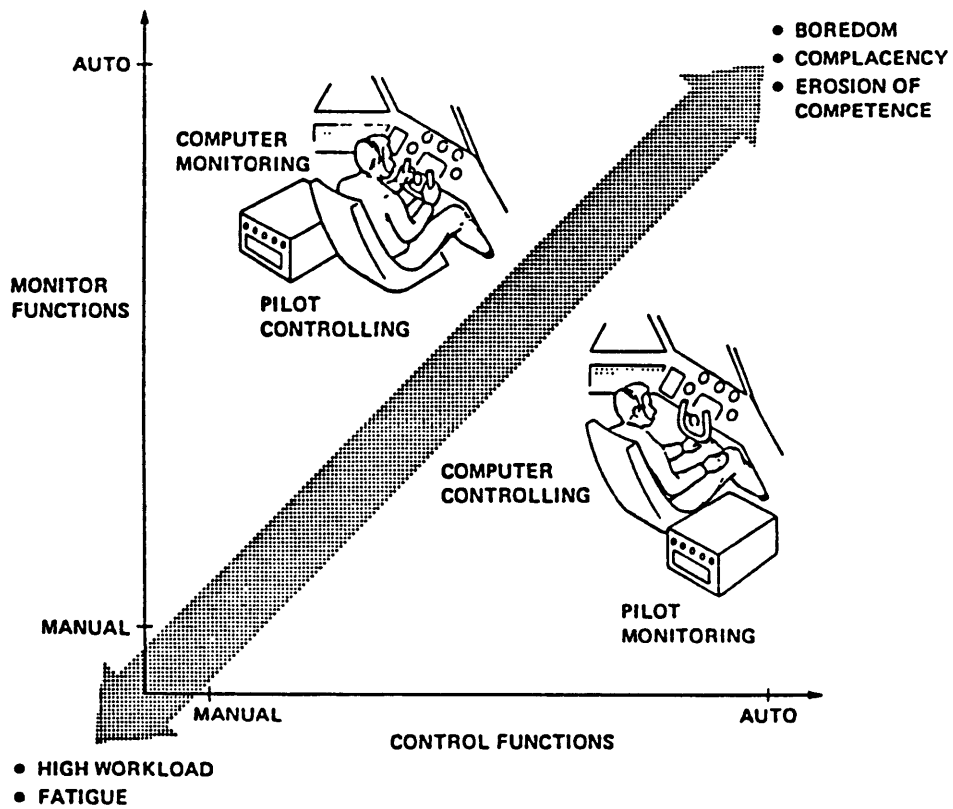 ● BOREDOM
● COMPLACENCY
● EROSION OF
COMPETENCE
AUTO
COMPUTER
MONITORING
MONITOR
FUNCTIONS
PILOT
CONTROLLING
COMPUTER
CONTROLLING
PILOT
MONITORING
MANUAL
MANUAL
AUTO
CONTROL FUNCTIONS
● HIGH WORKLOAD
● FATIGUE